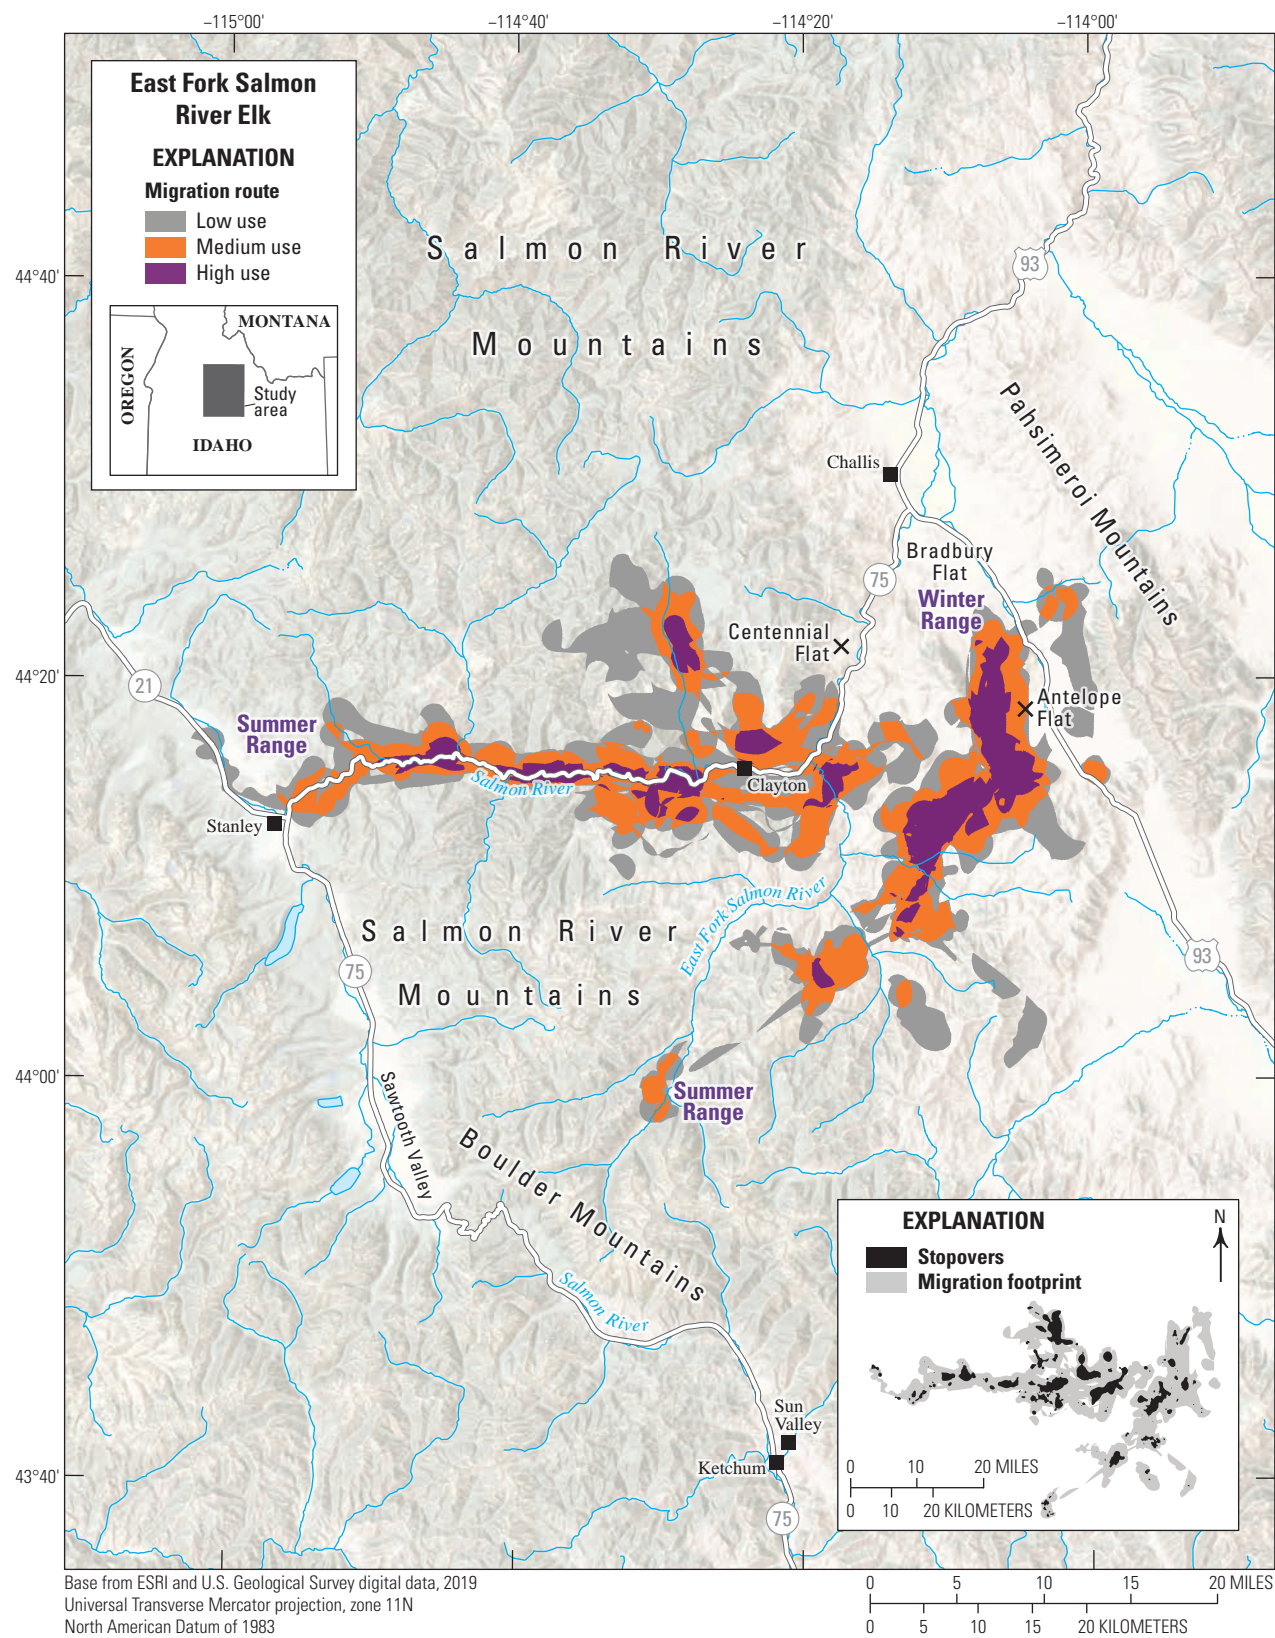 −115°00'
−114°40'
−114°20'
−114°00'
East Fork Salmon
River Elk
EXPLANATION
Migration route
Low use
Medium use
High use
MONTANA
OREGON
Study
area
IDAHO
44°40'
44°20'
44°00'
43°40'
Salmon River
Mountains
93
Pahsimeroi Mountains
Challis
Bradbury
Flat
75
Winter
Range
Centennial
Flat
21
Antelope
Flat
Summer
Range
Salmon River
Clayton
Stanley
East Fork Salmon River
Salmon River
Mountains
75
93
Summer
Range
Sawtooth Valley
Boulder Mountains
Salmon River
Sun
Valley
Ketchum
75
EXPLANATION
N
Stopovers
Migration footprint
0 10 20 MILES
0 10 20 KILOMETERS
Base from ESRI and U.S. Geological Survey digital data, 2019
Universal Transverse Mercator projection, zone 11N
North American Datum of 1983
0 5 10 15 20 MILES
0 5 10 15 20 KILOMETERS